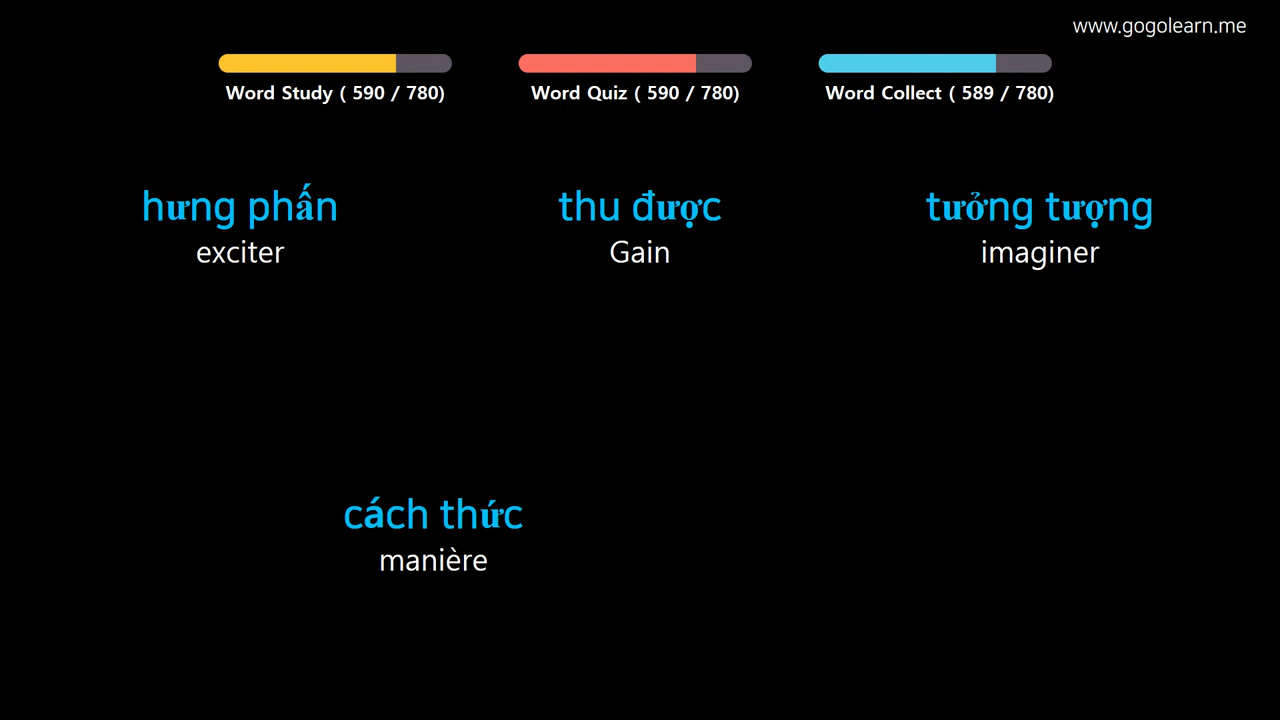 www.gogolearn.me
Word Study ( 590 / 780)
Word Quiz ( 590 / 780)
Word Collect ( 589 / 780)
hưng phấn
exciter
thu được
Gain
tưởng tượng
imaginer
cách thức
manière